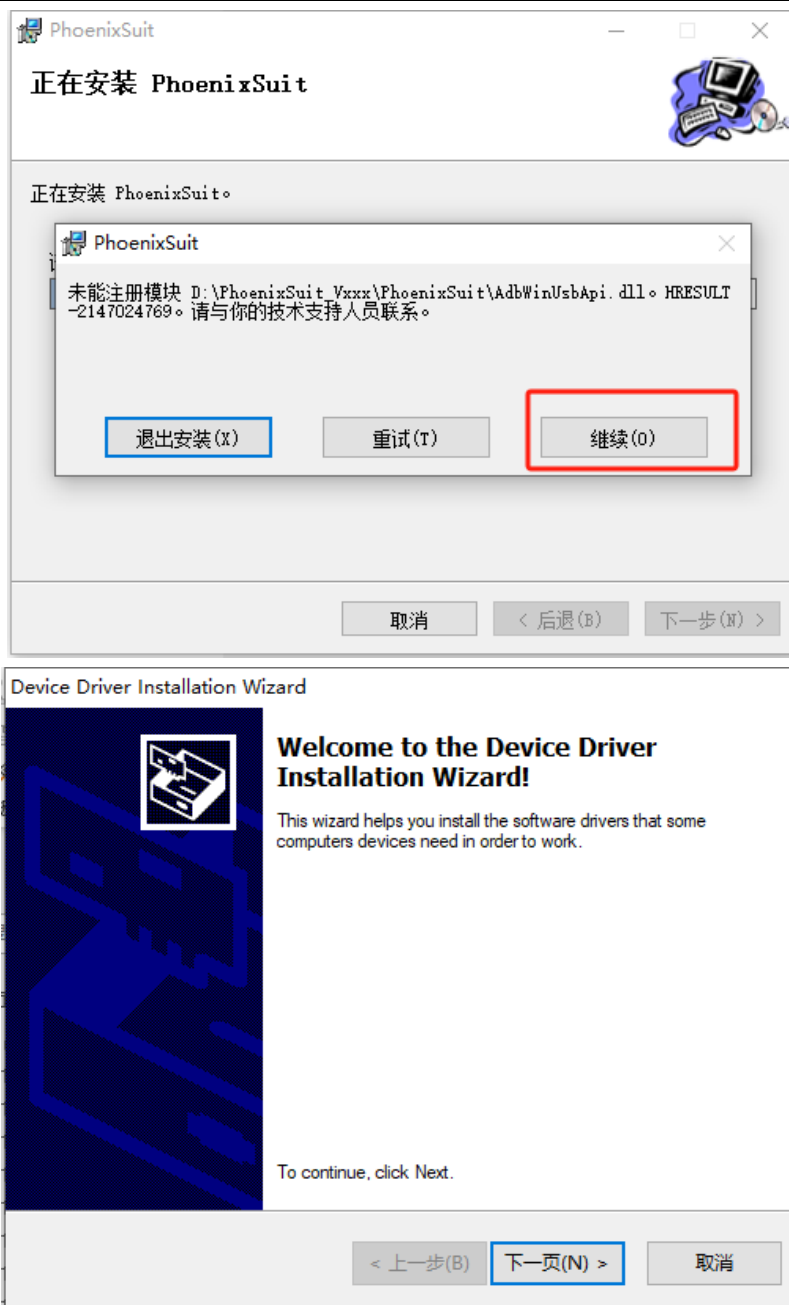 PhoenixSuit
正在安装 PhoenixSuit
正在安装 PhoenixSuit。
PhoenixSuit
未能注册模块 D:\PhoenixSuit_Vxxx\PhoenixSuit\AdbWinUsbApi.dll。HRESULT
-2147024769。请与你的技术支持人员联系。
退出安装(X)
重试(T)
继续(O)
取消
< 后退(B)
下一步(N) >
Device Driver Installation Wizard
Welcome to the Device Driver
Installation Wizard!
This wizard helps you install the software drivers that some
computers devices need in order to work.
To continue, click Next.
< 上一步(B)
下一页(N) >
取消